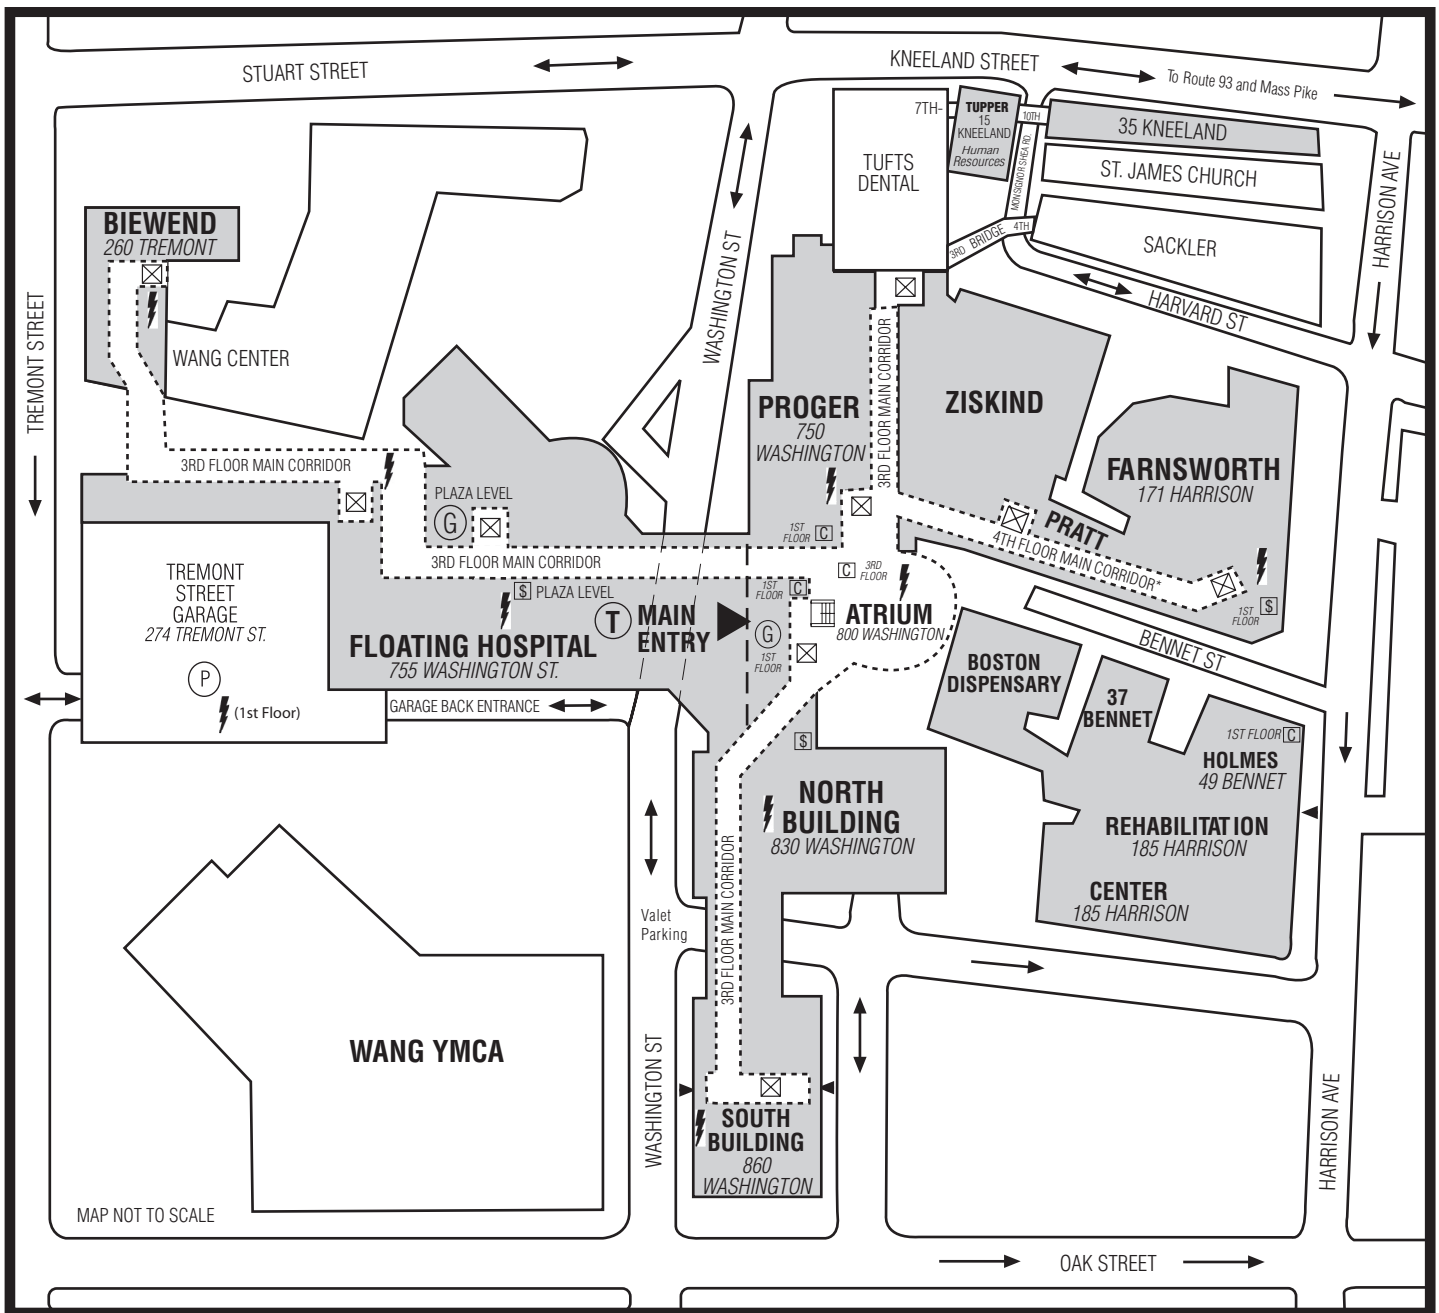 STUART STREET
KNEELAND STREET
To Route 93 and Mass Pike
7TH-
TUPPER
15
KNEELAND
Human
Resources
10TH
35 KNEELAND
MONSIGNOR SHEA RD.
TUFTS
DENTAL
ST. JAMES CHURCH
HARRISON AVE
3RD BRIDGE 4TH
SACKLER
HARVARD ST
BIEWEND
260 TREMONT
WASHINGTON ST
TREMONT STREET
WANG CENTER
3RD FLOOR MAIN CORRIDOR
PROGER
750
WASHINGTON
ZISKIND
FARNSWORTH
171 HARRISON
3RD FLOOR MAIN CORRIDOR
PLAZA LEVEL
G
1ST
FLOOR
C
PRATT
4TH FLOOR MAIN CORRIDOR*
3RD FLOOR MAIN CORRIDOR
C
3RD
FLOOR
TREMONT
STREET
GARAGE
274 TREMONT ST.
P
(1st Floor)
$ PLAZA LEVEL
1ST
FLOOR
C
1ST
FLOOR
$
T
MAIN
ENTRY
G
1ST
FLOOR
ATRIUM
800 WASHINGTON
FLOATING HOSPITAL
755 WASHINGTON ST.
BENNET ST
BOSTON
DISPENSARY
37
BENNET
GARAGE BACK ENTRANCE
$
1ST FLOOR C
HOLMES
49 BENNET
NORTH
BUILDING
830 WASHINGTON
REHABILITATION
185 HARRISON
CENTER
185 HARRISON
3RD FLOOR MAIN CORRIDOR
Valet
Parking
WANG YMCA
WASHINGTON ST
HARRISON AVE
SOUTH
BUILDING
860
WASHINGTON
MAP NOT TO SCALE
OAK STREET